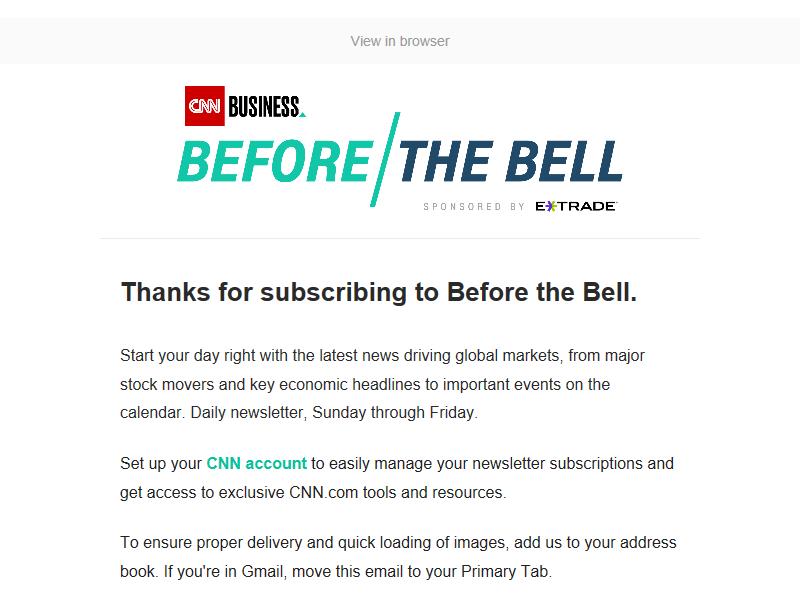 View in browser
CNN BUSINESS
BEFORE/THE BELL
SPONSORED BY E*TRADE
Thanks for subscribing to Before the Bell.
Start your day right with the latest news driving global markets, from major
stock movers and key economic headlines to important events on the
calendar. Daily newsletter, Sunday through Friday.
Set up your CNN account to easily manage your newsletter subscriptions and
get access to exclusive CNN.com tools and resources.
To ensure proper delivery and quick loading of images, add us to your address
book. If you're in Gmail, move this email to your Primary Tab.